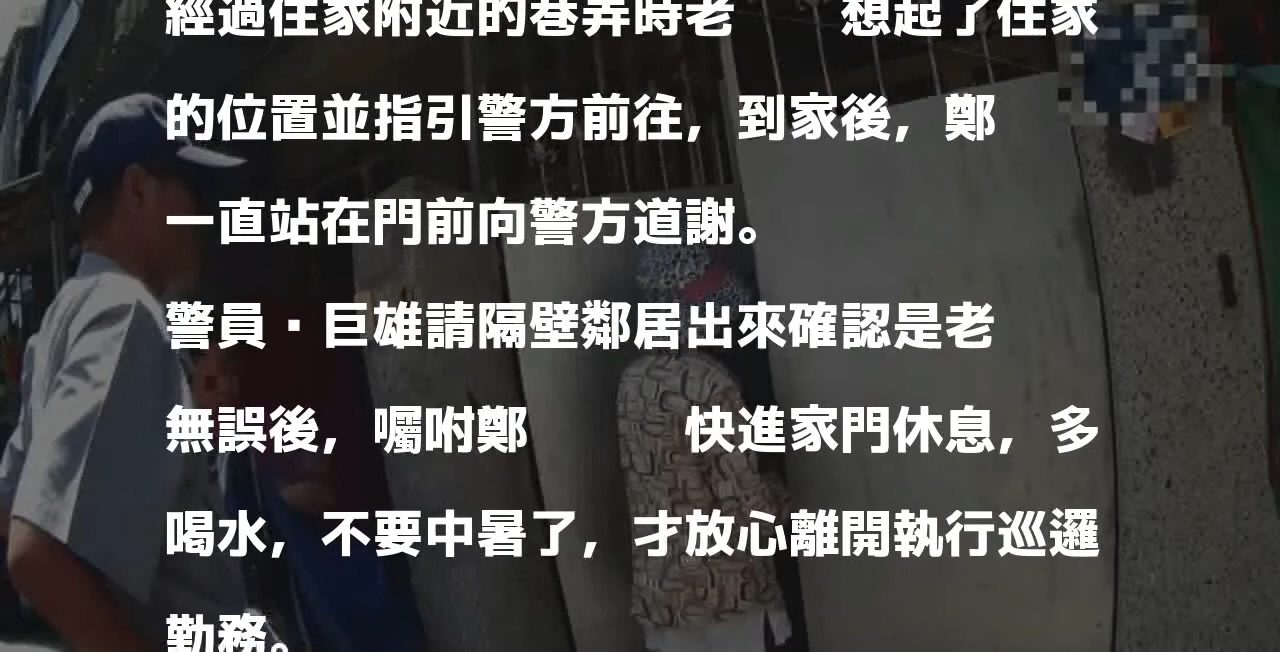 經過住家附近的巷弄時老 想起了住家
的位置並指引警方前往，到家後，鄭
一直站在門前向警方道謝。
警員·巨雄請隔壁鄰居出來確認是老
無誤後，囑咐鄭 快進家門休息，多
喝水，不要中暑了，才放心離開執行巡邏
勤務。